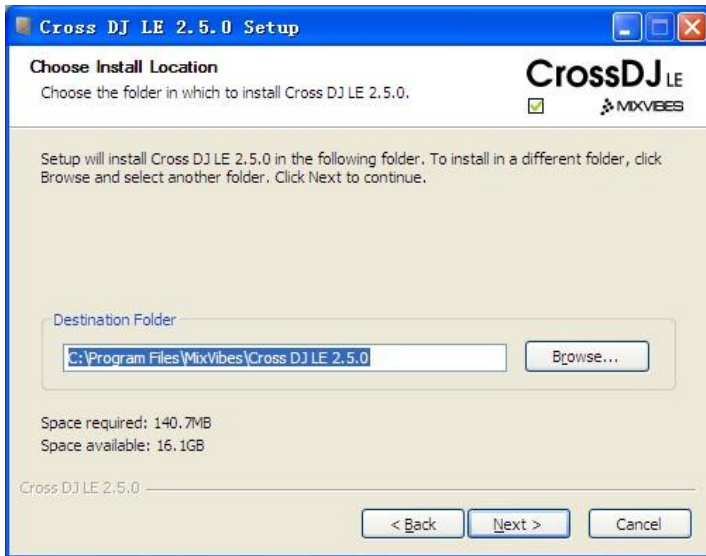 Cross DJ LE 2.5.0 Setup
Choose Install Location
Choose the folder in which to install Cross DJ LE 2.5.0.
CrossDJ LE
MIXVIBES
Setup will install Cross DJ LE 2.5.0 in the following folder. To install in a different folder, click
Browse and select another folder. Click Next to continue.
Destination Folder
C:\Program Files\MixVibes\Cross DJ LE 2.5.0
Browse...
Space required: 140.7MB
Space available: 16.1GB
Cross DJ LE 2.5.0
< Back
Next >
Cancel